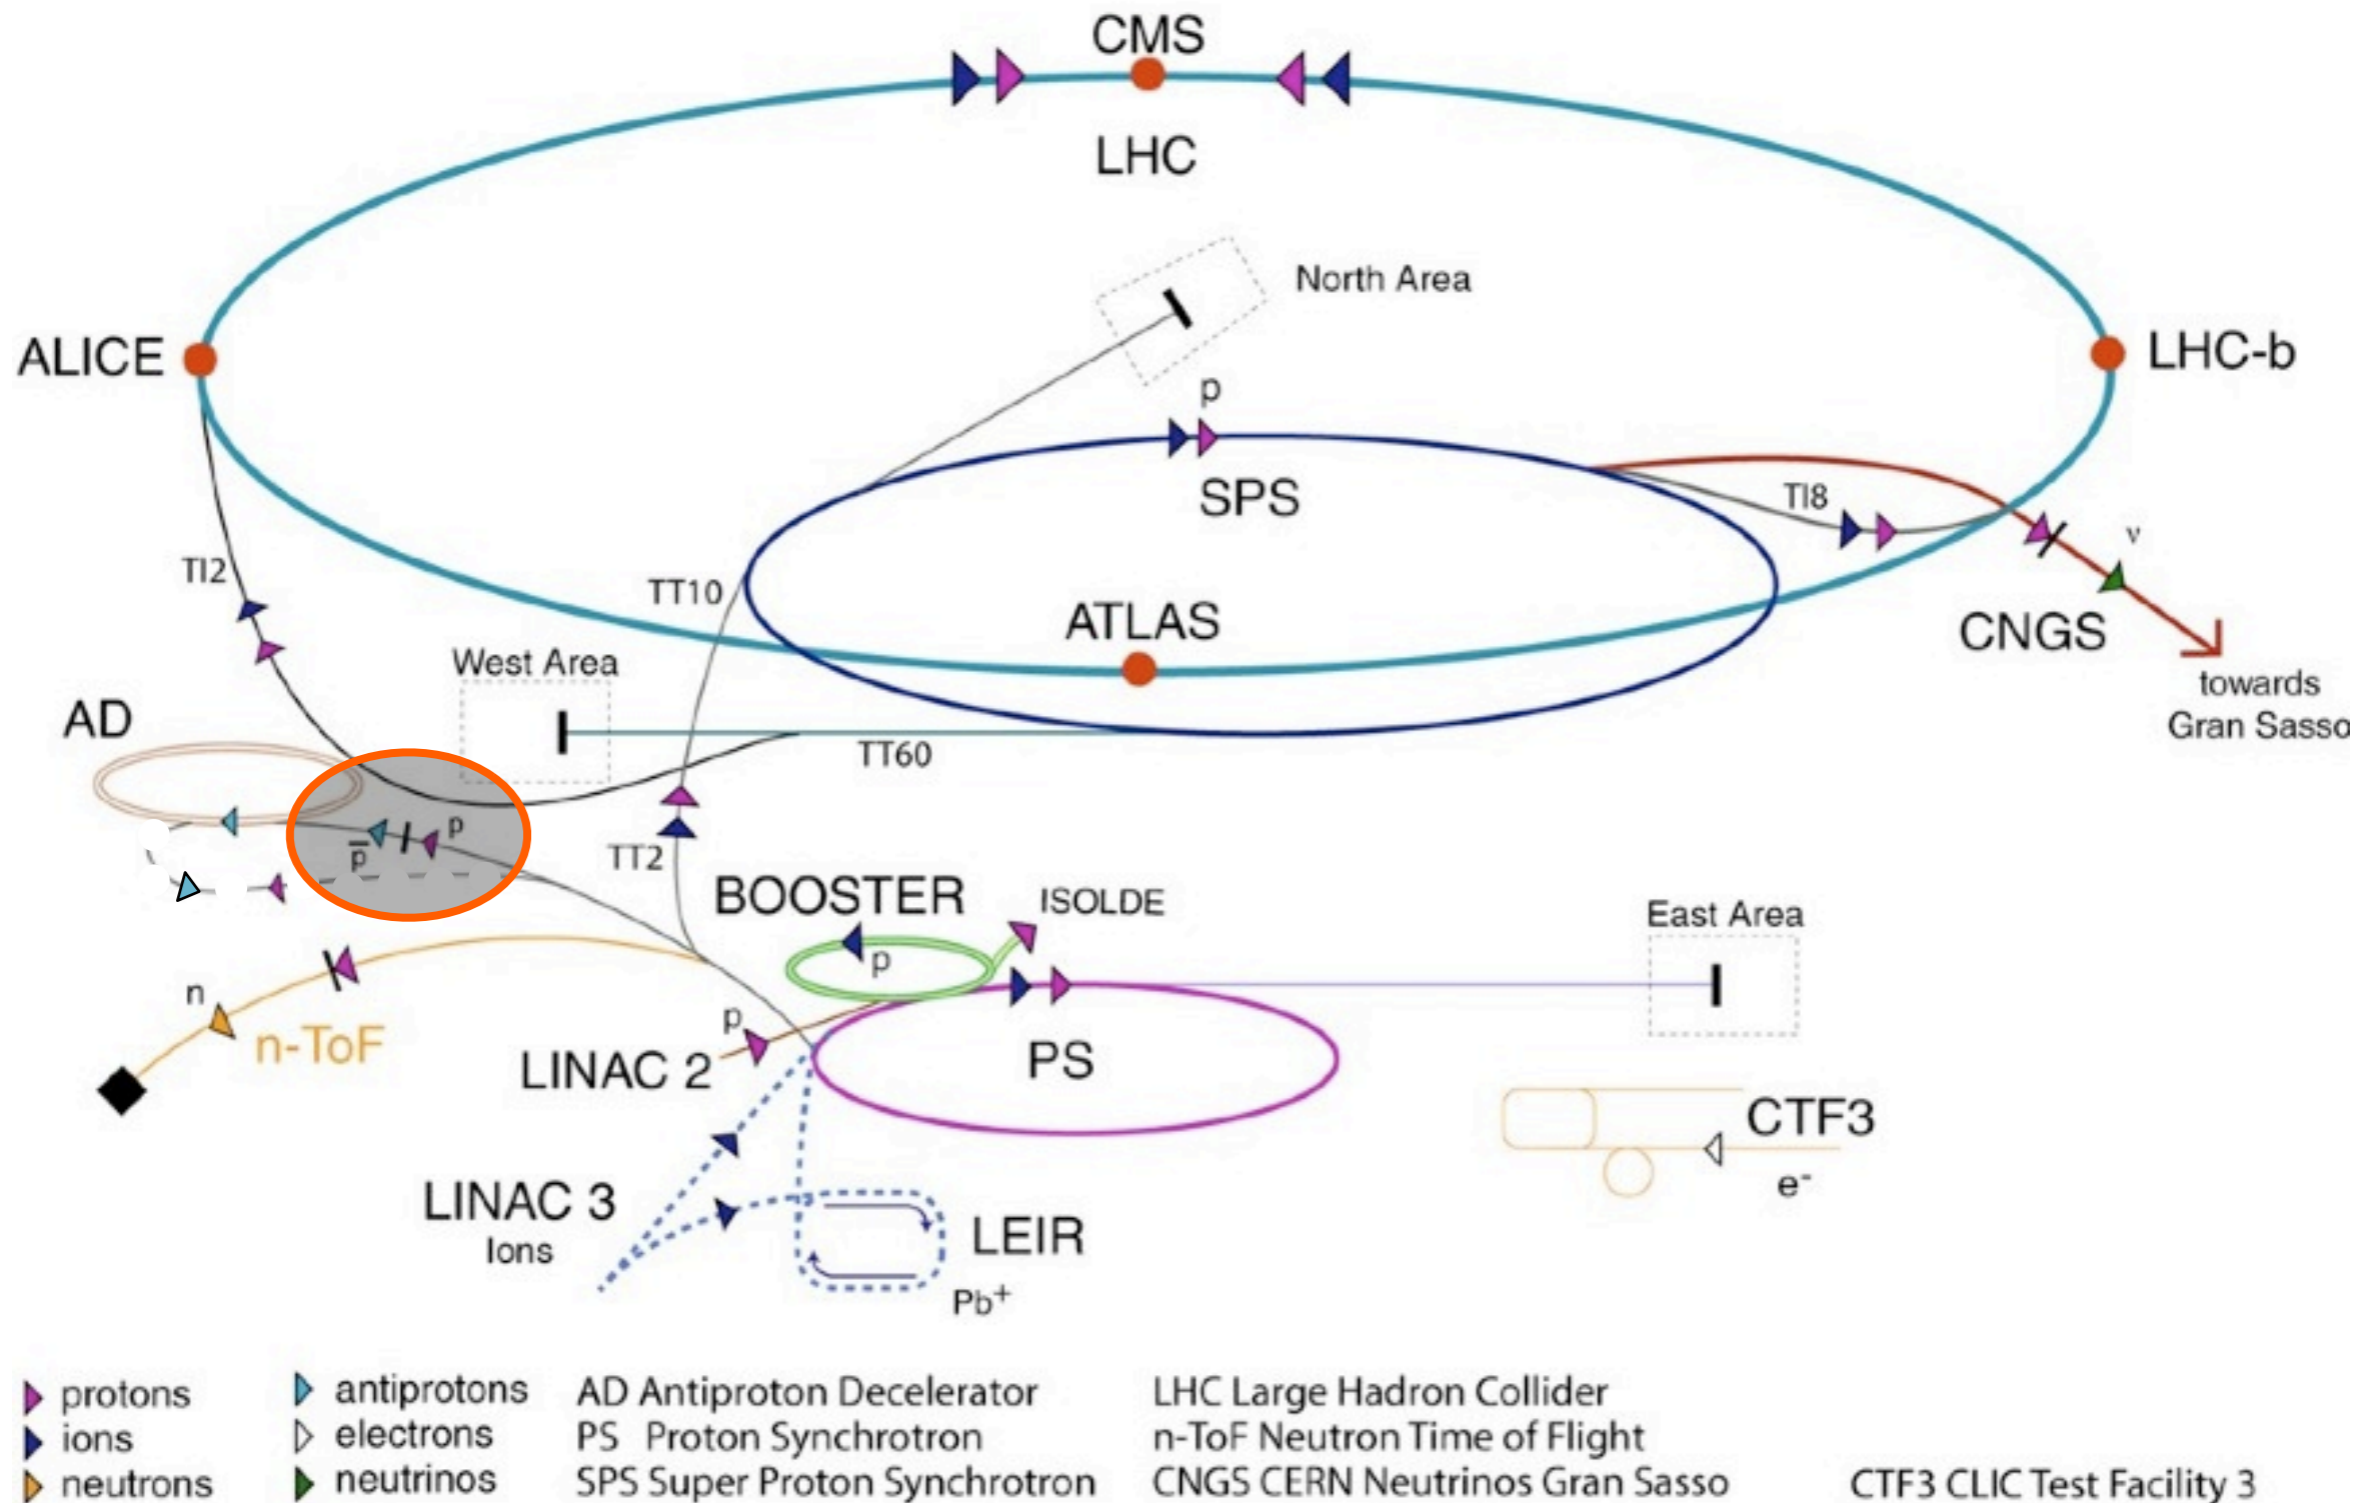 CMS
LHC
North Area
ALICE
LHC-b
p
SPS
TI8
ν
TI2
TT10
ATLAS
CNGS
West Area
towards
Gran Sasso
AD
TT60
p
p̅
TT2
BOOSTER
ISOLDE
East Area
p
n
n-ToF
p
LINAC 2
PS
CTF3
e-
LINAC 3
Ions
LEIR
Pb+
protons
ions
neutrons
antiprotons
electrons
neutrinos
AD Antiproton Decelerator
PS Proton Synchrotron
SPS Super Proton Synchrotron
LHC Large Hadron Collider
n-ToF Neutron Time of Flight
CNGS CERN Neutrinos Gran Sasso
CTF3 CLIC Test Facility 3